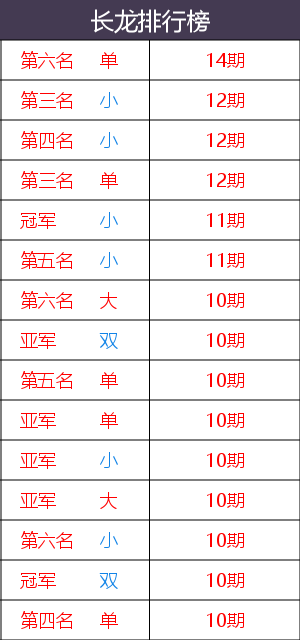 长龙排行榜
第六名 单 14期
第三名 小 12期
第四名 小 12期
第三名 单 12期
冠军 小 11期
第五名 小 11期
第六名 大 10期
亚军 双 10期
第五名 单 10期
亚军 单 10期
亚军 小 10期
亚军 大 10期
第六名 小 10期
冠军 双 10期
第四名 单 10期